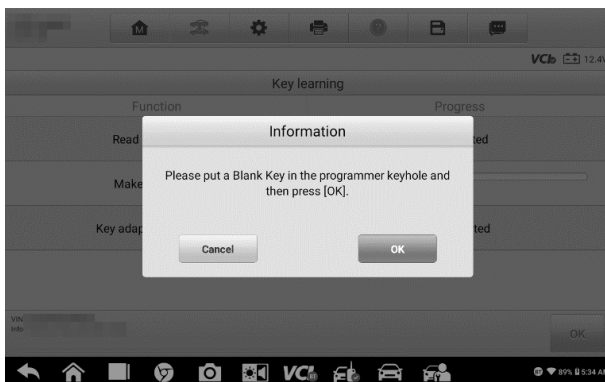 M
VCI 12.4V
Key learning
Function Progress
Read
ted
Information
Please put a Blank Key in the programmer keyhole and
then press [OK].
Make
Key adap
ted
Cancel OK
VIN
Info
OK
VCI 89% 5:34 AM